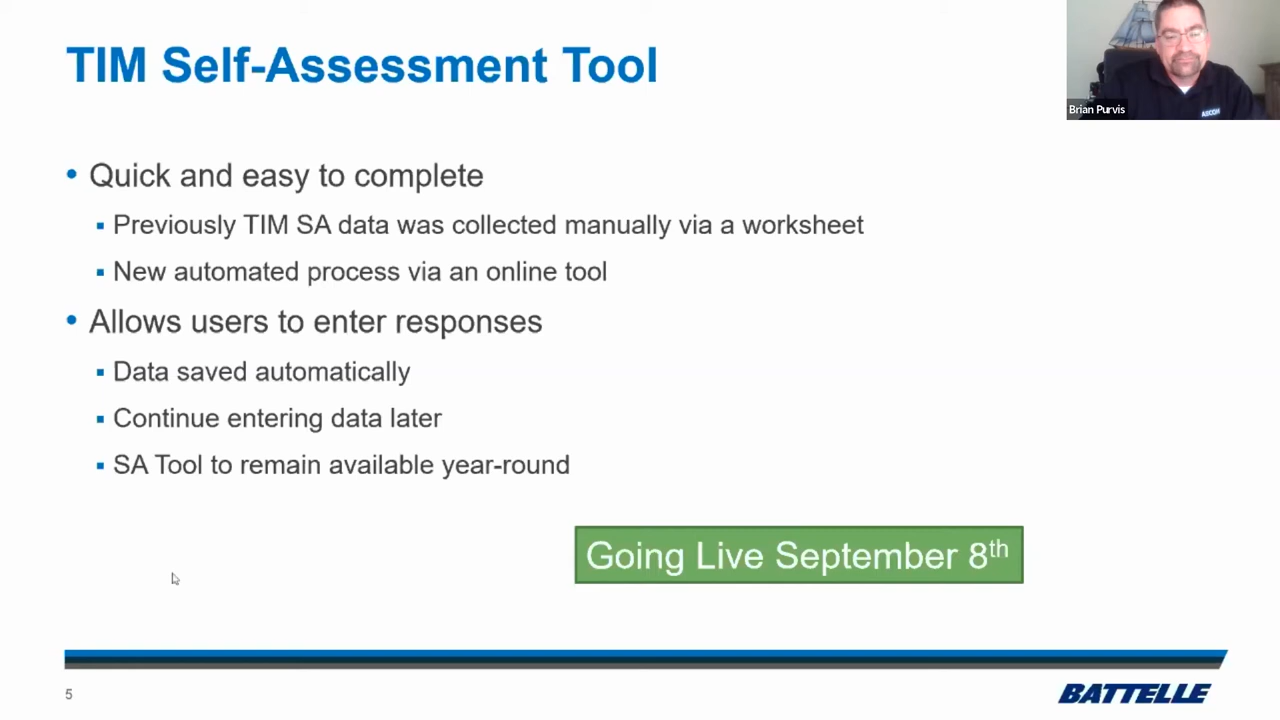 TIM Self-Assessment Tool
Brian Purvis
• Quick and easy to complete
▪ Previously TIM SA data was collected manually via a worksheet
▪ New automated process via an online tool
• Allows users to enter responses
▪ Data saved automatically
▪ Continue entering data later
▪ SA Tool to remain available year-round
Going Live September 8th
5
BATTELLE